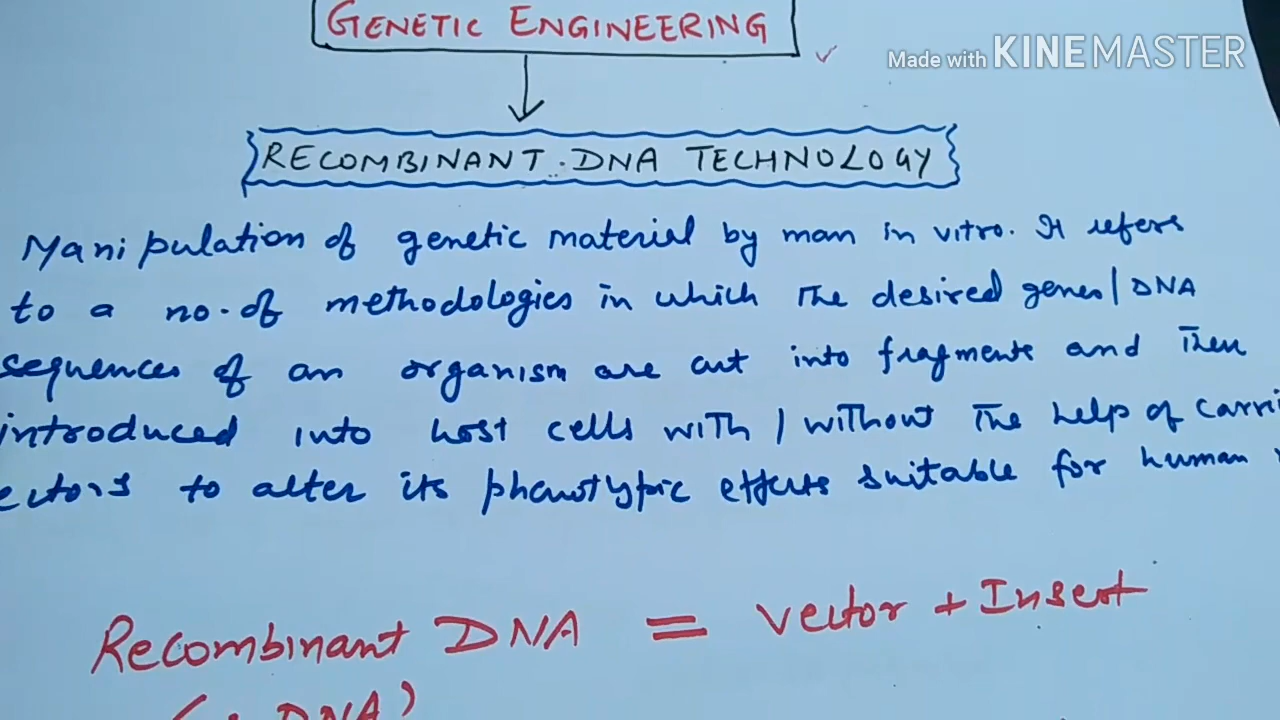 GENETIC ENGINEERING
Made with KINEMASTER
RECOMBINANT DNA TECHNOLOGY
Manipulation of genetic material by man in vitro. It refers
to a no. of methodologies in which the desired genes/DNA
sequences of an organism are cut into fragments and then
introduced into host cells with/without the help of
to alter its phenotypic effects suitable for human
Recombinant DNA = Vector + Insert
DNA)